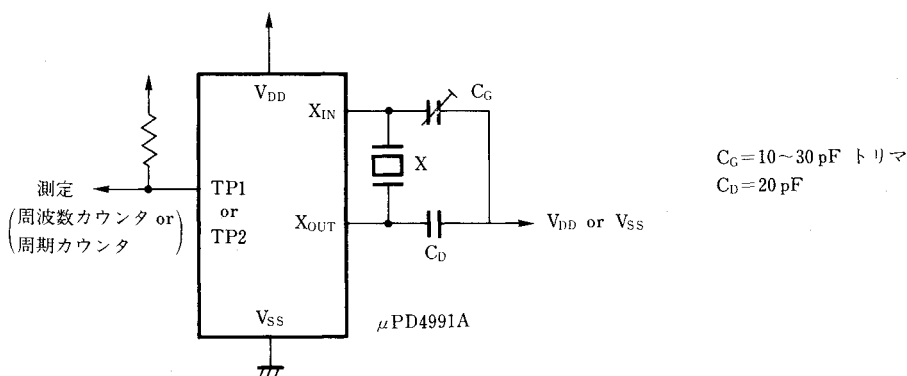 V_DD
X_IN
C_G
X
C_G=10~30 pF トリマ
C_D=20 pF
測定
(周波数カウンタ or
周期カウンタ)
TP1
or
TP2
X_OUT
C_D
V_DD or V_SS
V_SS
μPD4991A